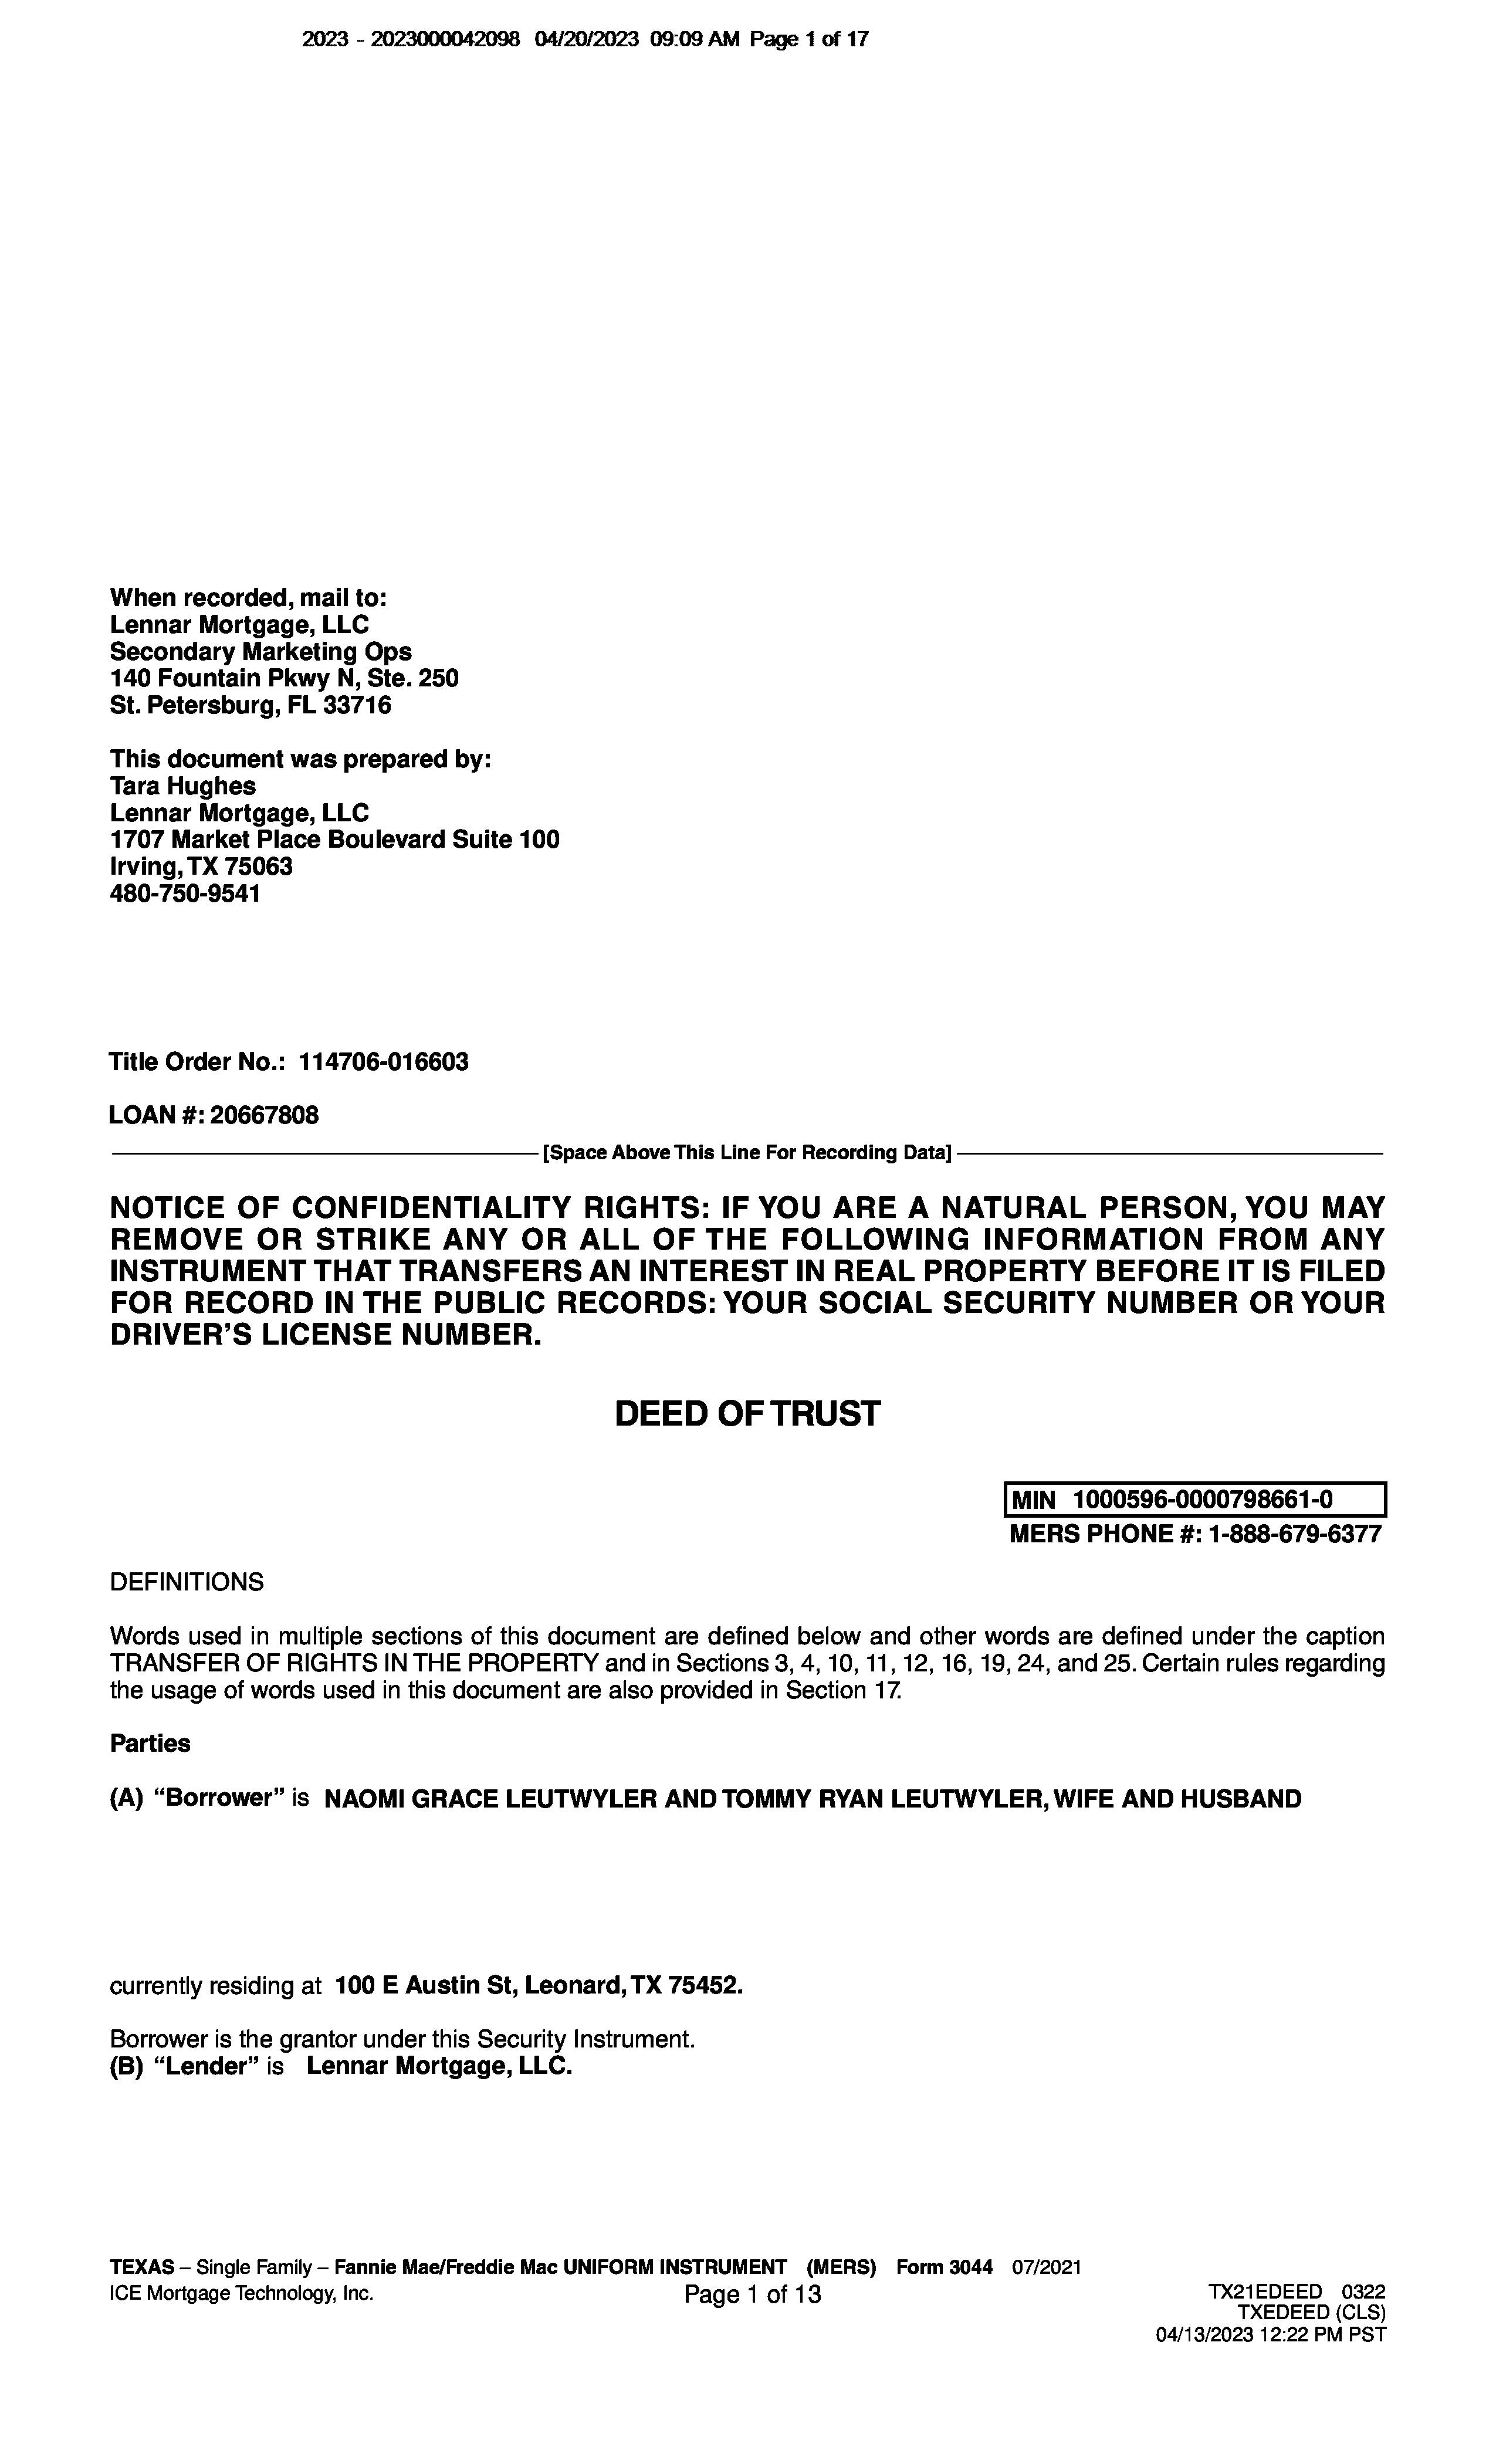 2023 - 2023000042098 04/20/2023 09:09 AM Page 1 of 17
When recorded, mail to:
Lennar Mortgage, LLC
Secondary Marketing Ops
140 Fountain Pkwy N, Ste. 250
St. Petersburg, FL 33716
This document was prepared by:
Tara Hughes
Lennar Mortgage, LLC
1707 Market Place Boulevard Suite 100
Irving, TX 75063
480-750-9541
Title Order No.: 114706-016603
LOAN #: 20667808
[Space Above This Line For Recording Data]
NOTICE OF CONFIDENTIALITY RIGHTS: IF YOU ARE A NATURAL PERSON, YOU MAY
REMOVE OR STRIKE ANY OR ALL OF THE FOLLOWING INFORMATION FROM ANY
INSTRUMENT THAT TRANSFERS AN INTEREST IN REAL PROPERTY BEFORE IT IS FILED
FOR RECORD IN THE PUBLIC RECORDS: YOUR SOCIAL SECURITY NUMBER OR YOUR
DRIVER'S LICENSE NUMBER.
DEED OF TRUST
MIN 1000596-0000798661-0
MERS PHONE #: 1-888-679-6377
DEFINITIONS
Words used in multiple sections of this document are defined below and other words are defined under the caption
TRANSFER OF RIGHTS IN THE PROPERTY and in Sections 3, 4, 10, 11, 12, 16, 19, 24, and 25. Certain rules regarding
the usage of words used in this document are also provided in Section 17.
Parties
(A) “Borrower” is NAOMI GRACE LEUTWYLER AND TOMMY RYAN LEUTWYLER, WIFE AND HUSBAND
currently residing at 100 E Austin St, Leonard, TX 75452.
Borrower is the grantor under this Security Instrument.
(B) “Lender” is Lennar Mortgage, LLC.
TEXAS – Single Family – Fannie Mae/Freddie Mac UNIFORM INSTRUMENT (MERS) Form 3044 07/2021
ICE Mortgage Technology, Inc. Page 1 of 13
TX21EDEED 0322
TXEDEED (CLS)
04/13/2023 12:22 PM PST